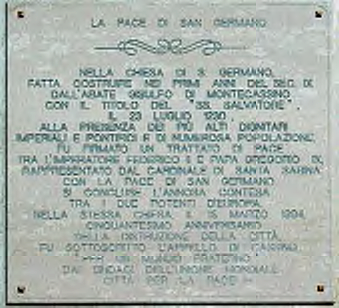 LA PACE DI SAN GERMANO
NELLA CHIESA DI S. GERMANO,
FATTA COSTRUIRE NEI PRIMI ANNI DEL SEC. IX
DALL'ABATE GISULFO DI MONTECASSINO
CON IL TITOLO DEL "SS. SALVATORE",
IL 23 LUGLIO 1230,
ALLA PRESENZA DEI PIÙ ALTI DIGNITARI
IMPERIALI E PONTIFICI E DI NUMEROSA POPOLAZIONE,
FU FIRMATO UN TRATTATO DI PACE
TRA L'IMPERATORE FEDERICO II E PAPA GREGORIO IX,
RAPPRESENTATO DAL CARDINALE DI SANTA SABINA.
CON LA PACE DI SAN GERMANO
SI CONCLUSE L'ANNOSA CONTESA
TRA I DUE POTENTI D'EUROPA.
NELLA STESSA CHIESA IL 15 MARZO 1994,
CINQUANTESIMO ANNIVERSARIO
DELLA DISTRUZIONE DELLA CITTÀ,
FU SOTTOSCRITTO L'APPELLO DI CASSINO
"PER UN MONDO FRATERNO"
DAI SINDACI DELL'UNIONE MONDIALE
CITTÀ PER LA PACE